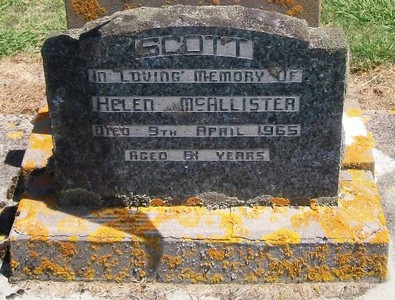 SCOTT
IN LOVING MEMORY OF
HELEN McALLISTER
DIED 9TH APRIL 1965
AGED 81 YEARS